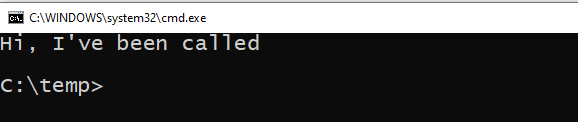 C:\WINDOWS\system32\cmd.exe
Hi, I've been called
C:\temp>